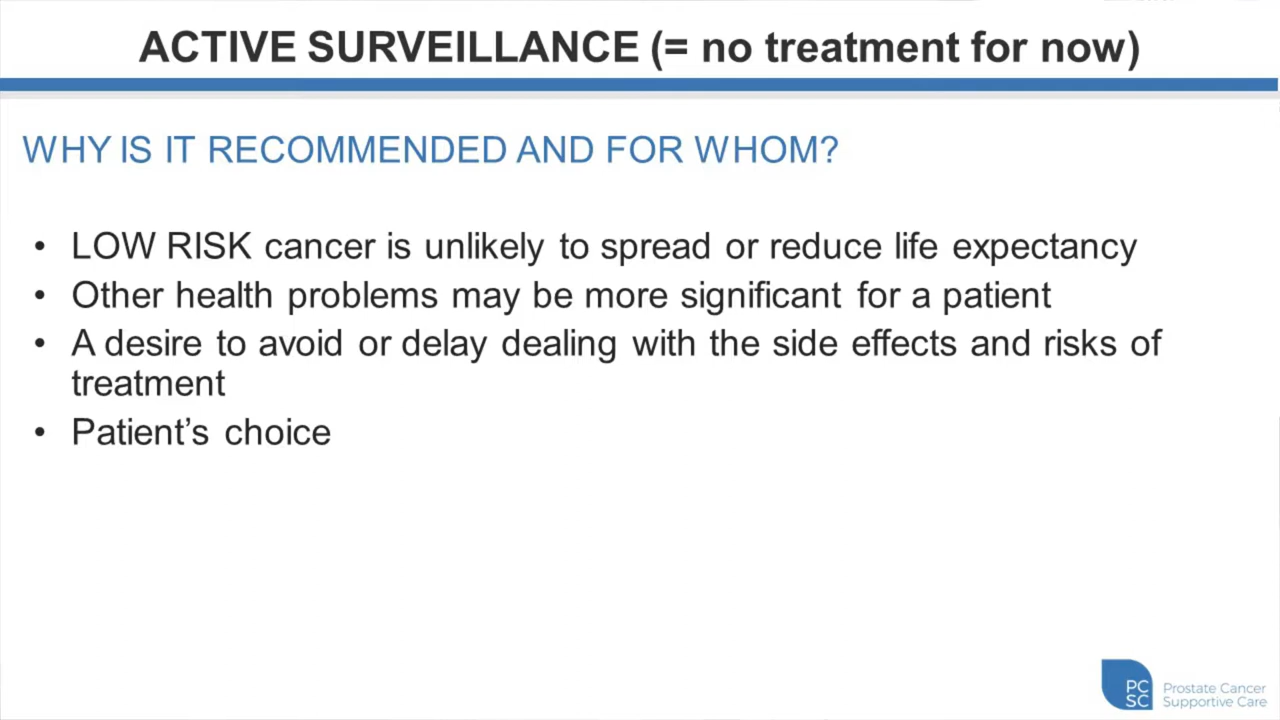 ACTIVE SURVEILLANCE (= no treatment for now)
WHY IS IT RECOMMENDED AND FOR WHOM?
• LOW RISK cancer is unlikely to spread or reduce life expectancy
• Other health problems may be more significant for a patient
• A desire to avoid or delay dealing with the side effects and risks of
treatment
• Patient’s choice
PC
SC
Prostate Cancer
Supportive Care